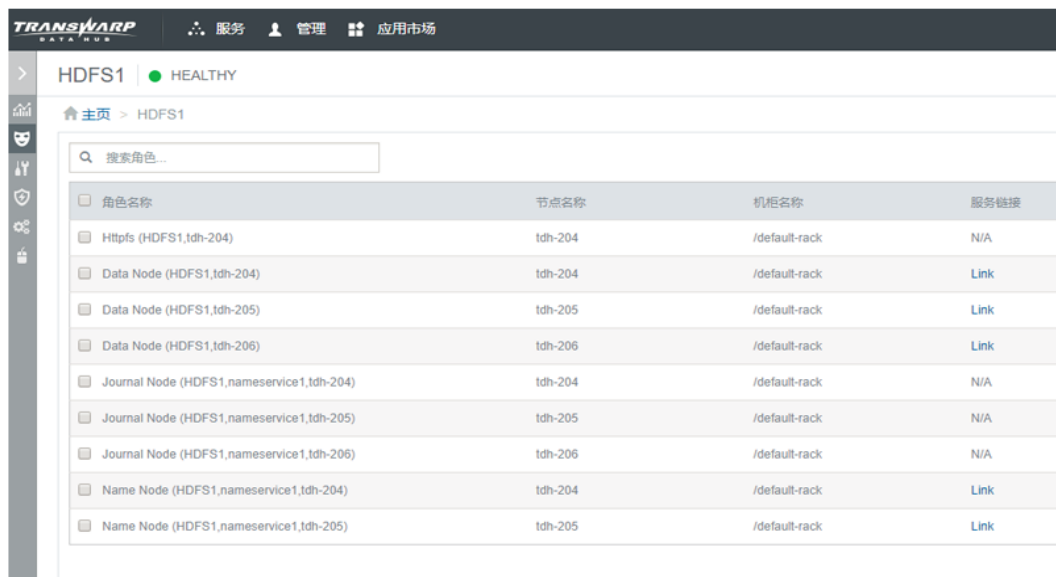 TRANSWARP 服务 管理 应用市场
DATA HUB
HDFS1 HEALTHY
主页 > HDFS1
搜索角色...
角色名称 节点名称 机柜名称 服务链接
Httpfs (HDFS1,tdh-204) tdh-204 /default-rack N/A
Data Node (HDFS1,tdh-204) tdh-204 /default-rack Link
Data Node (HDFS1,tdh-205) tdh-205 /default-rack Link
Data Node (HDFS1,tdh-206) tdh-206 /default-rack Link
Journal Node (HDFS1,nameservice1,tdh-204) tdh-204 /default-rack N/A
Journal Node (HDFS1,nameservice1,tdh-205) tdh-205 /default-rack N/A
Journal Node (HDFS1,nameservice1,tdh-206) tdh-206 /default-rack N/A
Name Node (HDFS1,nameservice1,tdh-204) tdh-204 /default-rack Link
Name Node (HDFS1,nameservice1,tdh-205) tdh-205 /default-rack Link